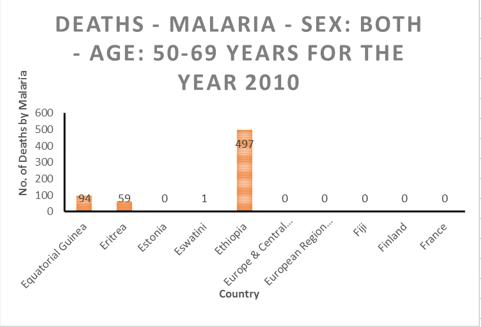 DEATHS - MALARIA - SEX: BOTH
- AGE: 50-69 YEARS FOR THE
YEAR 2010
No. of Deaths by Malaria
600
500
400
300
200
100
0
94
59
0
1
497
0
0
0
0
0
Equatorial Guinea
Eritrea
Estonia
Eswatini
Ethiopia
Europe & Central...
European Region...
Fiji
Finland
France
Country